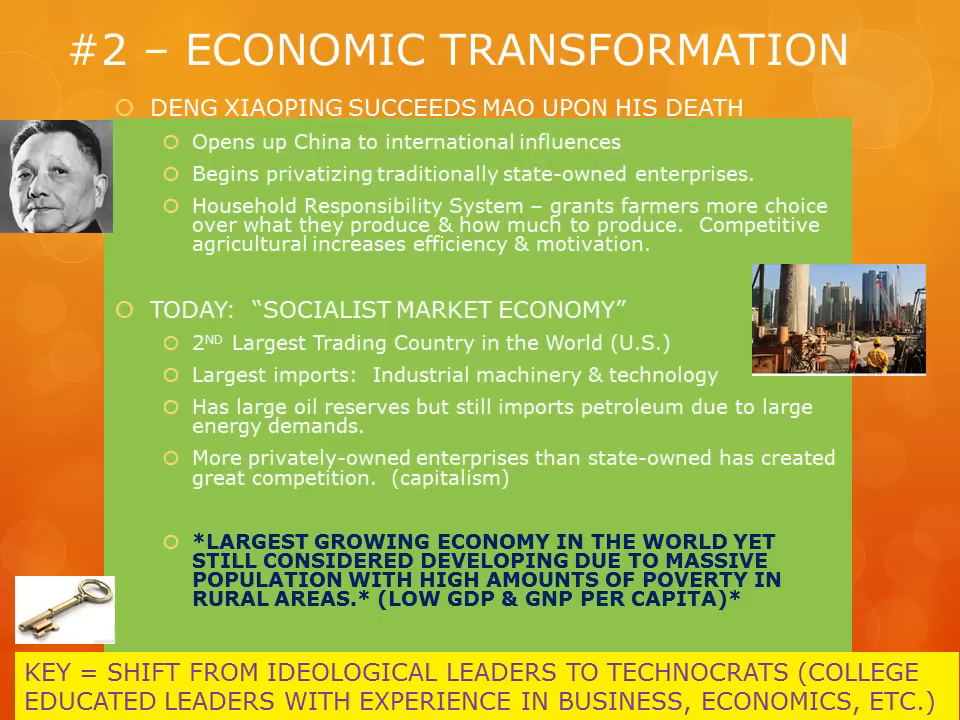 #2 – ECONOMIC TRANSFORMATION
DENG XIAOPING SUCCEEDS MAO UPON HIS DEATH
Opens up China to international influences
Begins privatizing traditionally state-owned enterprises.
Household Responsibility System – grants farmers more choice
over what they produce & how much to produce. Competitive
agricultural increases efficiency & motivation.
TODAY: “SOCIALIST MARKET ECONOMY”
2ND Largest Trading Country in the World (U.S.)
Largest imports: Industrial machinery & technology
Has large oil reserves but still imports petroleum due to large
energy demands.
More privately-owned enterprises than state-owned has created
great competition. (capitalism)
*LARGEST GROWING ECONOMY IN THE WORLD YET
STILL CONSIDERED DEVELOPING DUE TO MASSIVE
POPULATION WITH HIGH AMOUNTS OF POVERTY IN
RURAL AREAS.* (LOW GDP & GNP PER CAPITA)*
KEY = SHIFT FROM IDEOLOGICAL LEADERS TO TECHNOCRATS (COLLEGE
EDUCATED LEADERS WITH EXPERIENCE IN BUSINESS, ECONOMICS, ETC.)